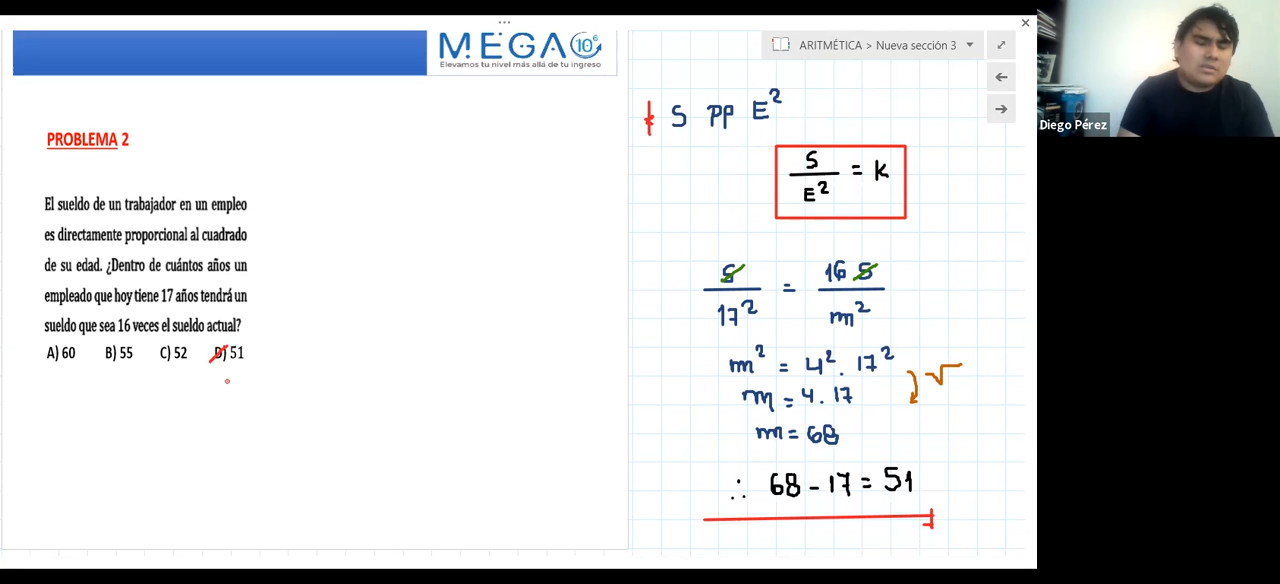 MEGA 10⁶
Elevamos tu nivel más allá de tu ingreso
PROBLEMA 2
El sueldo de un trabajador en un empleo
es directamente proporcional al cuadrado
de su edad. ¿Dentro de cuántos años un
empleado que hoy tiene 17 años tendrá un
sueldo que sea 16 veces el sueldo actual?
A) 60 B) 55 C) 52 D) 51
ARITMÉTICA > Nueva sección 3
S pp E²
S/E² = K
S/17² = 16 S/m²
m² = 4² . 17²
√
m = 4 . 17
m = 68
∴ 68 - 17 = 51
Diego Pérez